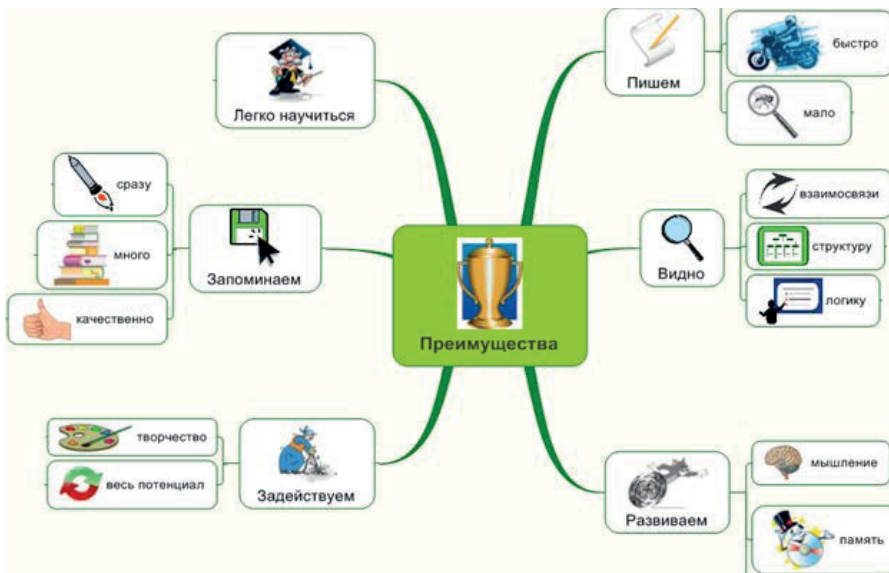 Легко научиться
Пишем
быстро
мало
сразу
много
качественно
Запоминаем
Преимущества
Видно
взаимосвязи
структуру
логику
творчество
весь потенциал
Задействуем
Развиваем
мышление
память